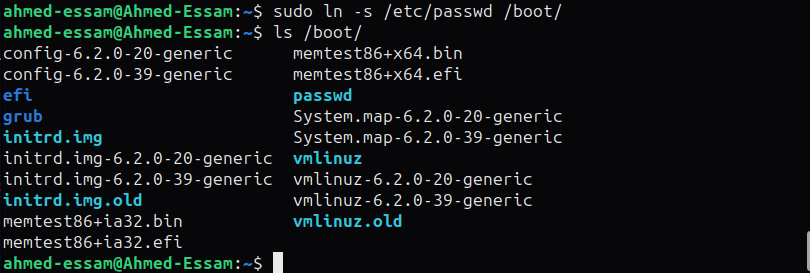 ahmed-essam@Ahmed-Essam:~$ sudo ln -s /etc/passwd /boot/
ahmed-essam@Ahmed-Essam:~$ ls /boot/
config-6.2.0-20-generic memtest86+x64.bin
config-6.2.0-39-generic memtest86+x64.efi
efi passwd
grub System.map-6.2.0-20-generic
initrd.img System.map-6.2.0-39-generic
initrd.img-6.2.0-20-generic vmlinuz
initrd.img-6.2.0-39-generic vmlinuz-6.2.0-20-generic
initrd.img.old vmlinuz-6.2.0-39-generic
memtest86+ia32.bin vmlinuz.old
memtest86+ia32.efi
ahmed-essam@Ahmed-Essam:~$